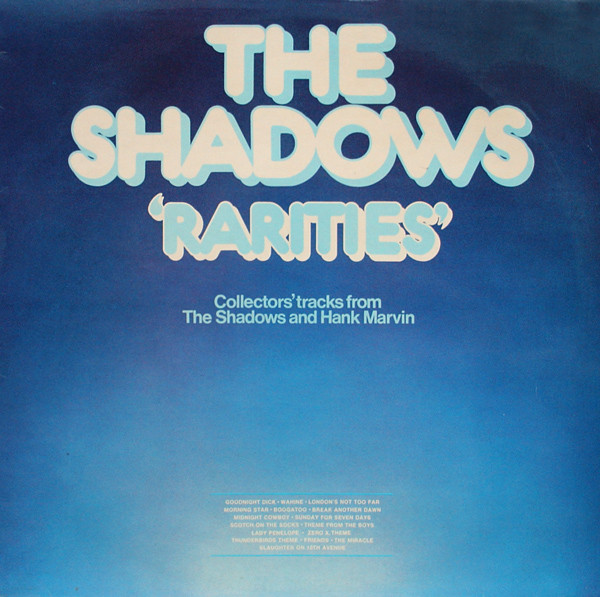 THE
SHADOWS
'RARITIES'
Collectors' tracks from
The Shadows and Hank Marvin
GOODNIGHT DICK • WAHINE • LONDON'S NOT TOO FAR
MORNING STAR • BOGGATOO • BREAK ANOTHER DAWN
MIDNIGHT COWBOY • SUNDAY FOR SEVEN DAYS
SCOTCH ON THE SOCKS • THEME FROM THE BOYS
LADY PENELOPE • ZERO X THEME
THUNDERBIRDS THEME • FRIENDS • THE MIRACLE
SLAUGHTER ON 10TH AVENUE